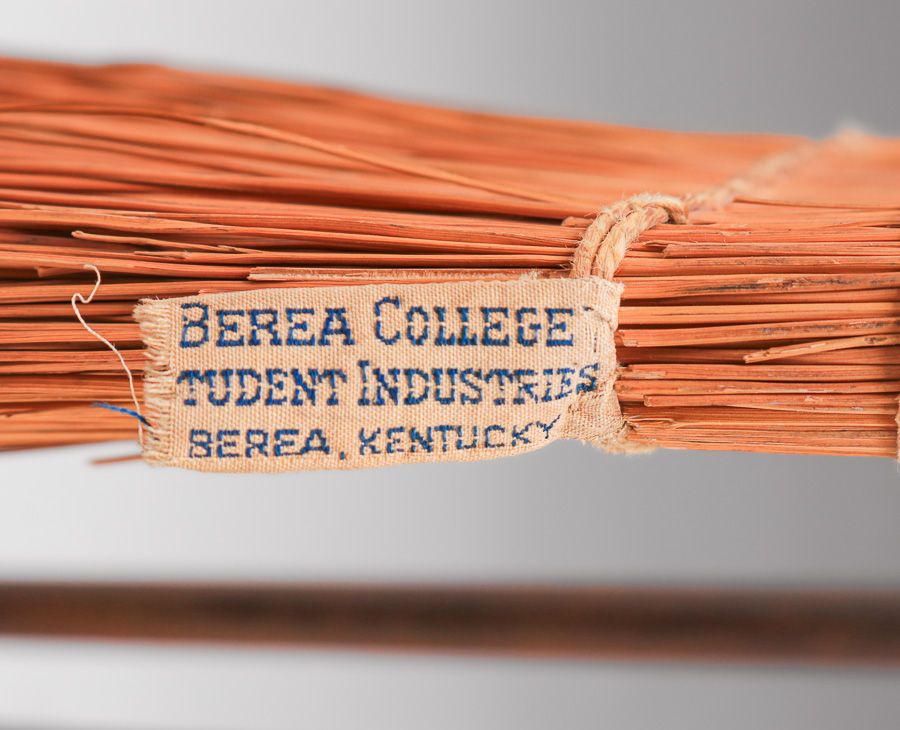 BEREA COLLEGE
TUDENT INDUSTRIES
BEREA, KENTUCKY